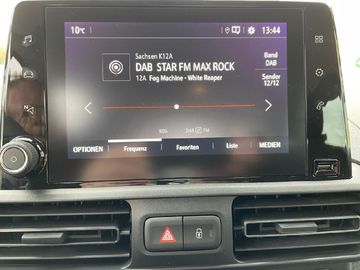 10°C
13:44
Sachsen K12A
DAB STAR FM MAX ROCK
12A Fog Machine - White Reaper
Band
DAB
Sender
12/12
RDS DAB FM
OPTIONEN Frequenz Favoriten Liste MEDIEN